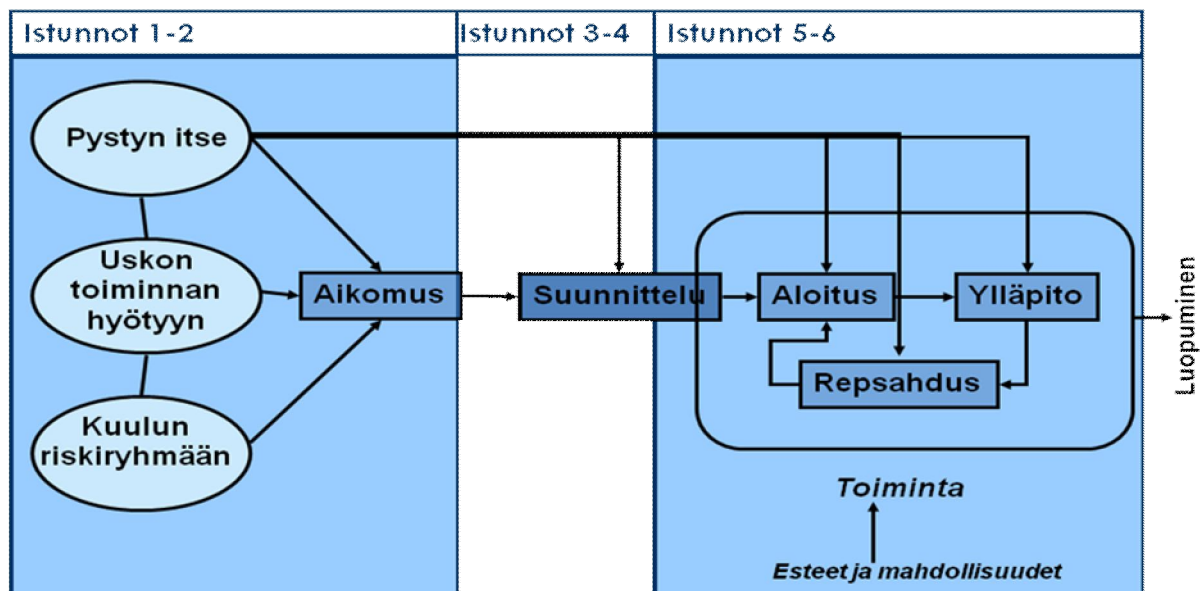 Istunnot 1-2
Istunnot 3-4
Istunnot 5-6
Pystyn itse
Uskon
toiminnan
hyötyyn
Kuulun
riskiryhmään
Aikomus
Suunnittelu
Aloitus
Ylläpito
Repsahdus
Toiminta
Esteet ja mahdollisuudet
Luopuminen